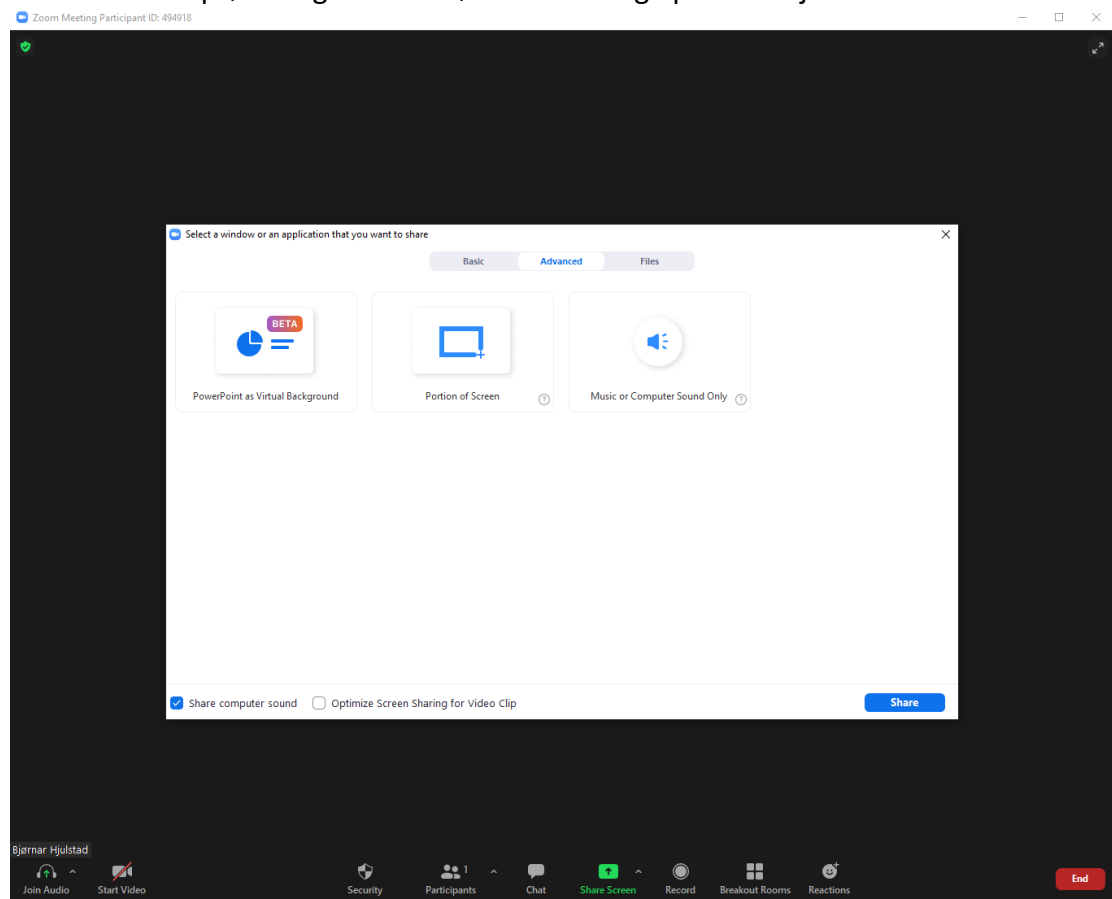 Zoom Meeting Participant ID: 494918
Select a window or an application that you want to share
Basic Advanced Files
BETA
PowerPoint as Virtual Background Portion of Screen ? Music or Computer Sound Only ?
Share computer sound Optimize Screen Sharing for Video Clip Share
Bjørnar Hjulstad
1
Join Audio Start Video Security Participants Chat Share Screen Record Breakout Rooms Reactions End